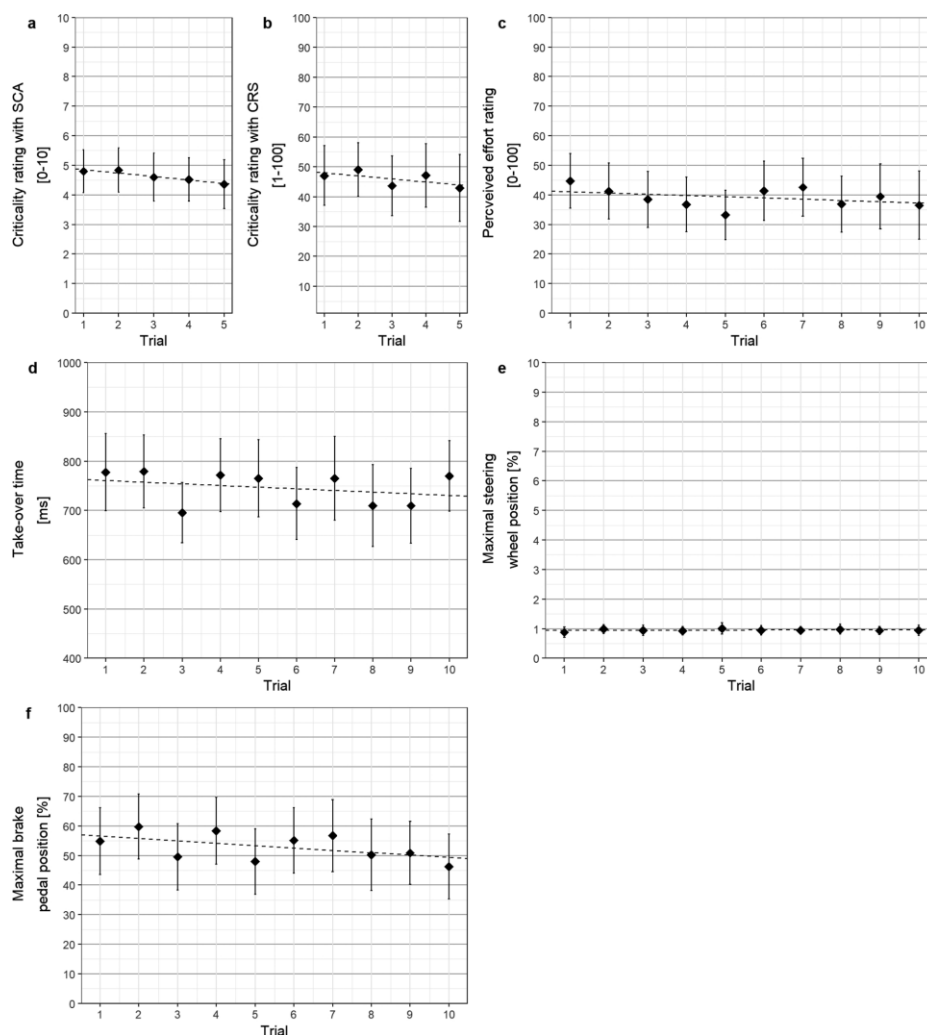 a
Criticality rating with SCA
[0-10]
10
9
8
7
6
5
4
3
2
1
0
1 2 3 4 5
Trial
b
Criticality rating with CRS
[1-100]
100
90
80
70
60
50
40
30
20
10
1 2 3 4 5
Trial
c
Perceived effort rating
[0-100]
100
90
80
70
60
50
40
30
20
10
0
1 2 3 4 5 6 7 8 9 10
Trial
d
Take-over time
[ms]
1000
900
800
700
600
500
400
1 2 3 4 5 6 7 8 9 10
Trial
e
Maximal steering
wheel position [%]
10
9
8
7
6
5
4
3
2
1
0
1 2 3 4 5 6 7 8 9 10
Trial
f
Maximal brake
pedal position [%]
100
90
80
70
60
50
40
30
20
10
0
1 2 3 4 5 6 7 8 9 10
Trial